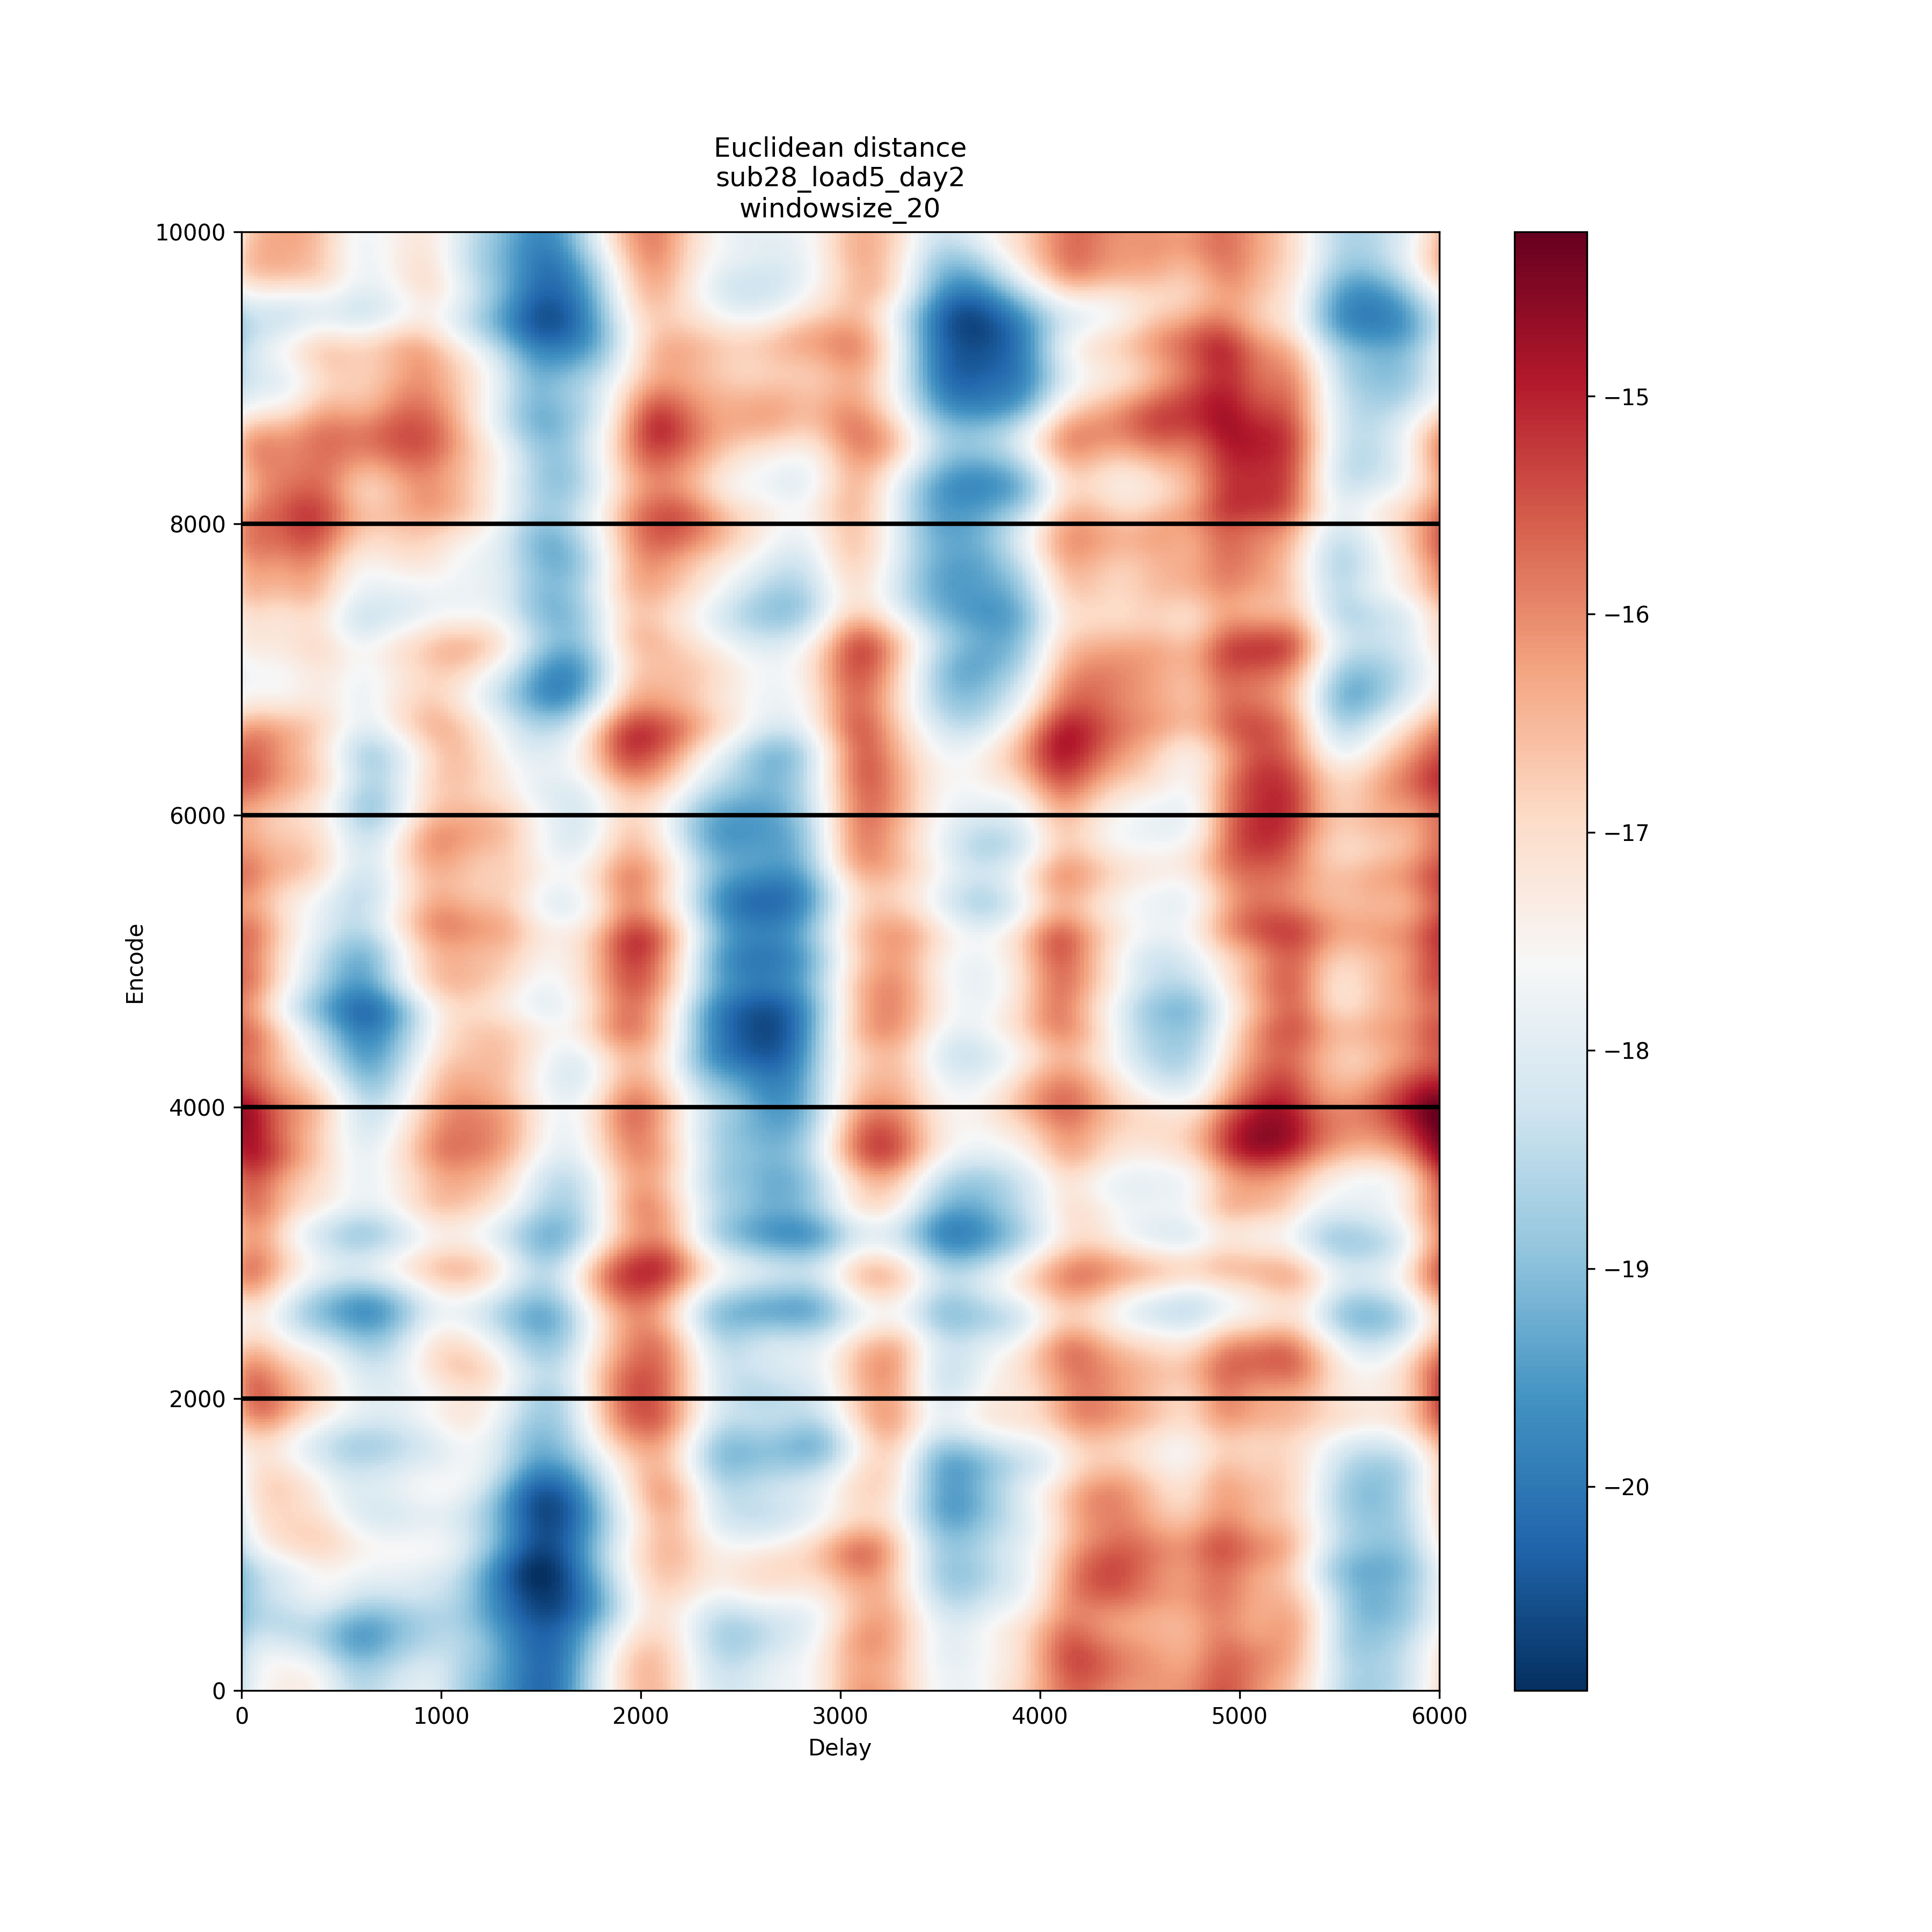 Euclidean distance
sub28_load5_day2
windowsize_20
10000
8000
6000
4000
2000
0
Encode
0 1000 2000 3000 4000 5000 6000
Delay
−15
−16
−17
−18
−19
−20